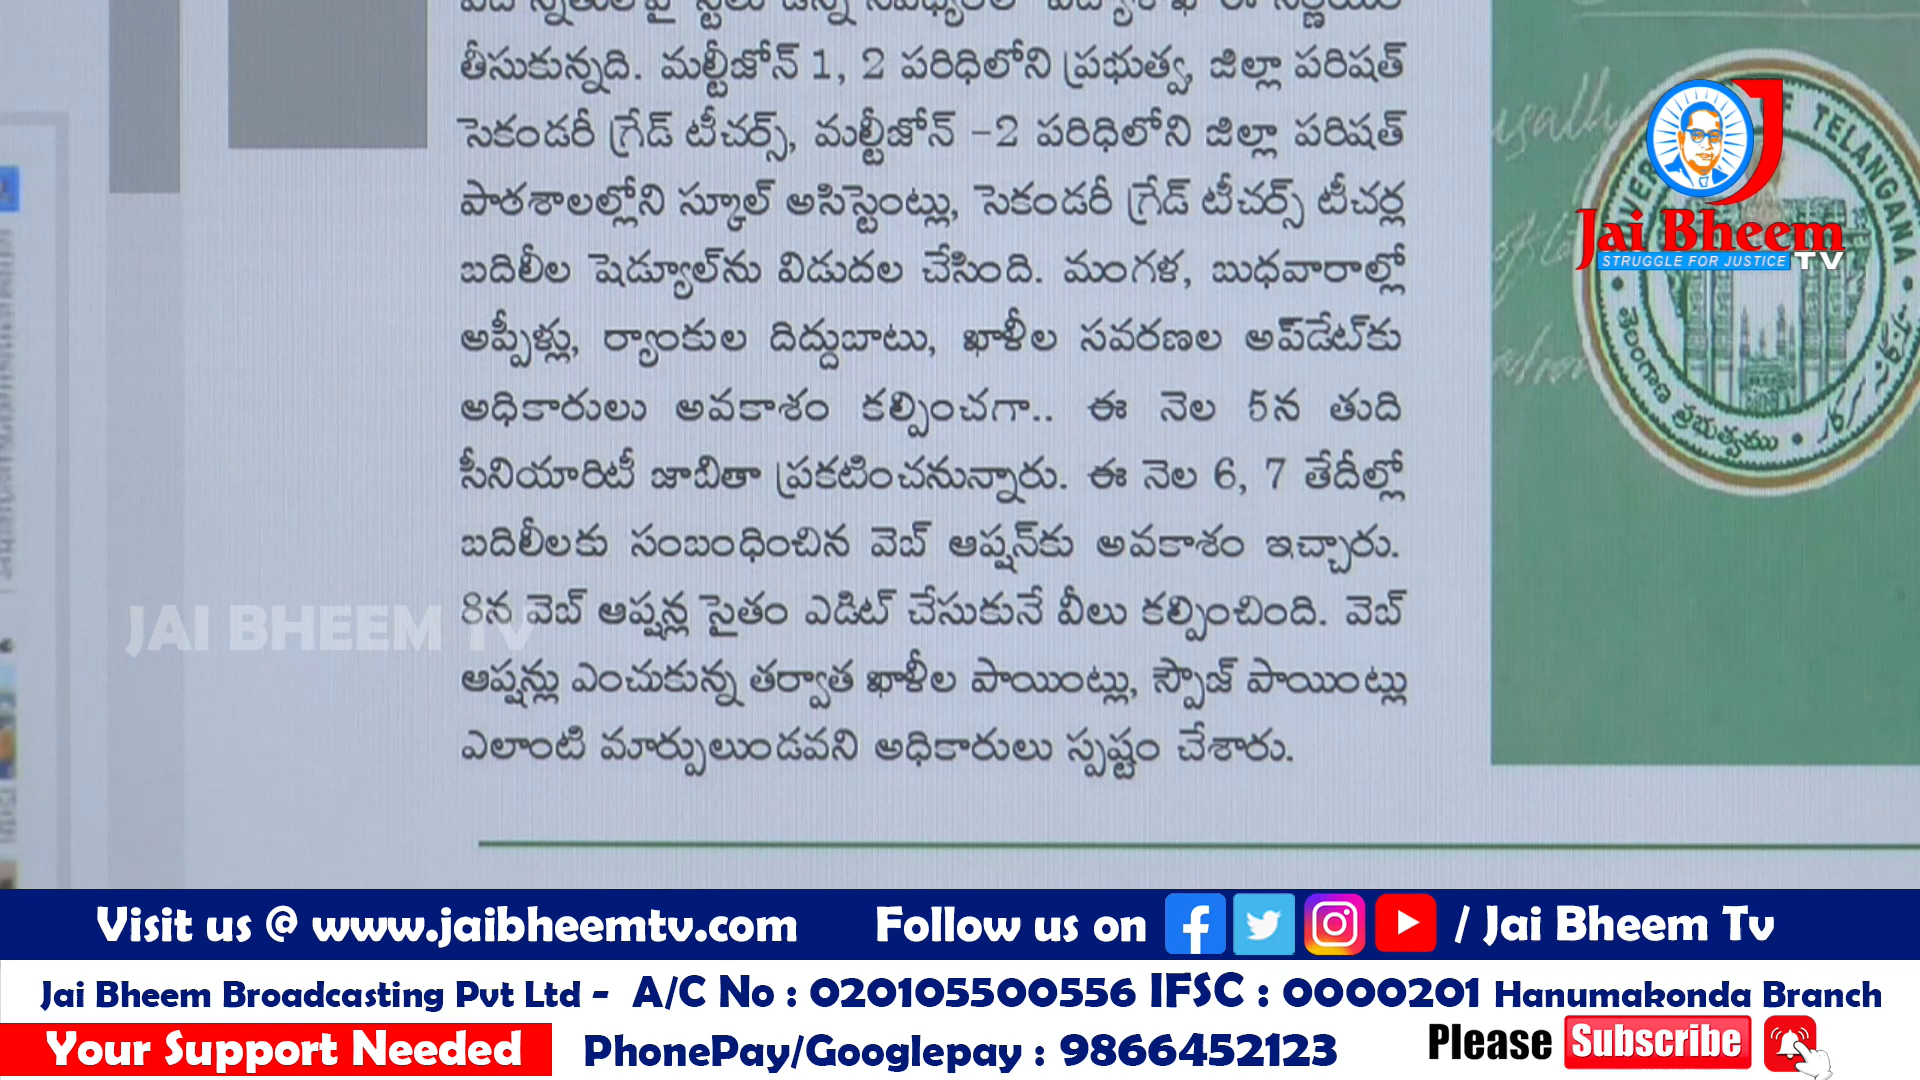 తీసుకున్నది. మల్టీజోన్ 1, 2 పరిధిలోని ప్రభుత్వ, జిల్లా పరిషత్
సెకండరీ గ్రేడ్ టీచర్స్, మల్టీజోన్ -2 పరిధిలోని జిల్లా పరిషత్
పాఠశాలల్లోని స్కూల్ అసిస్టెంట్లు, సెకండరీ గ్రేడ్ టీచర్స్ టీచర్ల
బదిలీల షెడ్యూల్‌ను విడుదల చేసింది. మంగళ, బుధవారాల్లో
అప్పీళ్లు, ర్యాంకుల దిద్దుబాటు, ఖాళీల సవరణల అప్‌డేట్‌కు
అధికారులు అవకాశం కల్పించగా.. ఈ నెల 5న తుది
సీనియారిటీ జాబితా ప్రకటించనున్నారు. ఈ నెల 6, 7 తేదీల్లో
బదిలీలకు సంబంధించిన వెబ్ ఆప్షన్‌కు అవకాశం ఇచ్చారు.
8న వెబ్ ఆప్షన్ల సైతం ఎడిట్ చేసుకునే వీలు కల్పించింది. వెబ్
ఆప్షన్లు ఎంచుకున్న తర్వాత ఖాళీల పాయింట్లు, స్పౌజ్ పాయింట్లు
ఎలాంటి మార్పులుండవని అధికారులు స్పష్టం చేశారు.
TELANGANA
తెలంగాణ ప్రభుత్వము
J
Jai Bheem
STRUGGLE FOR JUSTICE TV
JAI BHEEM TV
Visit us @ www.jaibheemtv.com Follow us on / Jai Bheem Tv
Jai Bheem Broadcasting Pvt Ltd - A/C No : 020105500556 IFSC : 0000201 Hanumakonda Branch
Your Support Needed PhonePay/Googlepay : 9866452123 Please Subscribe